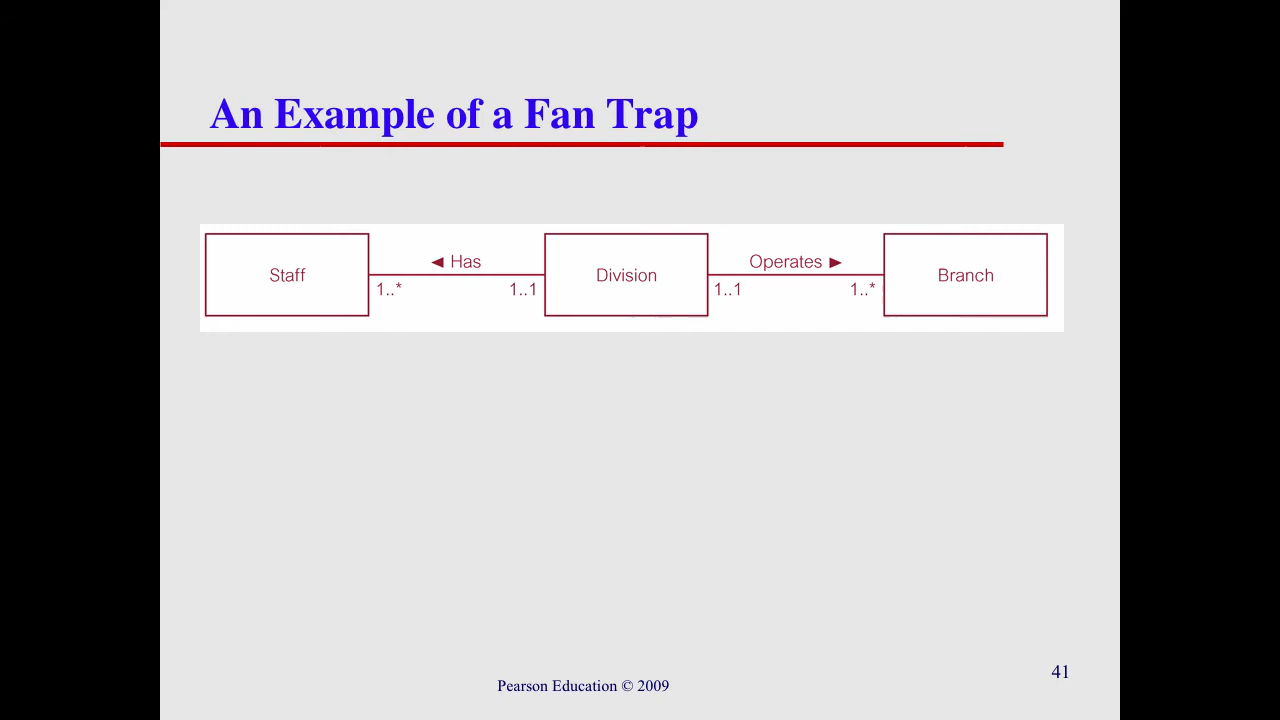 An Example of a Fan Trap
Staff ◄ Has Division Operates ► Branch
1..* 1..1 1..1 1..*
41
Pearson Education © 2009